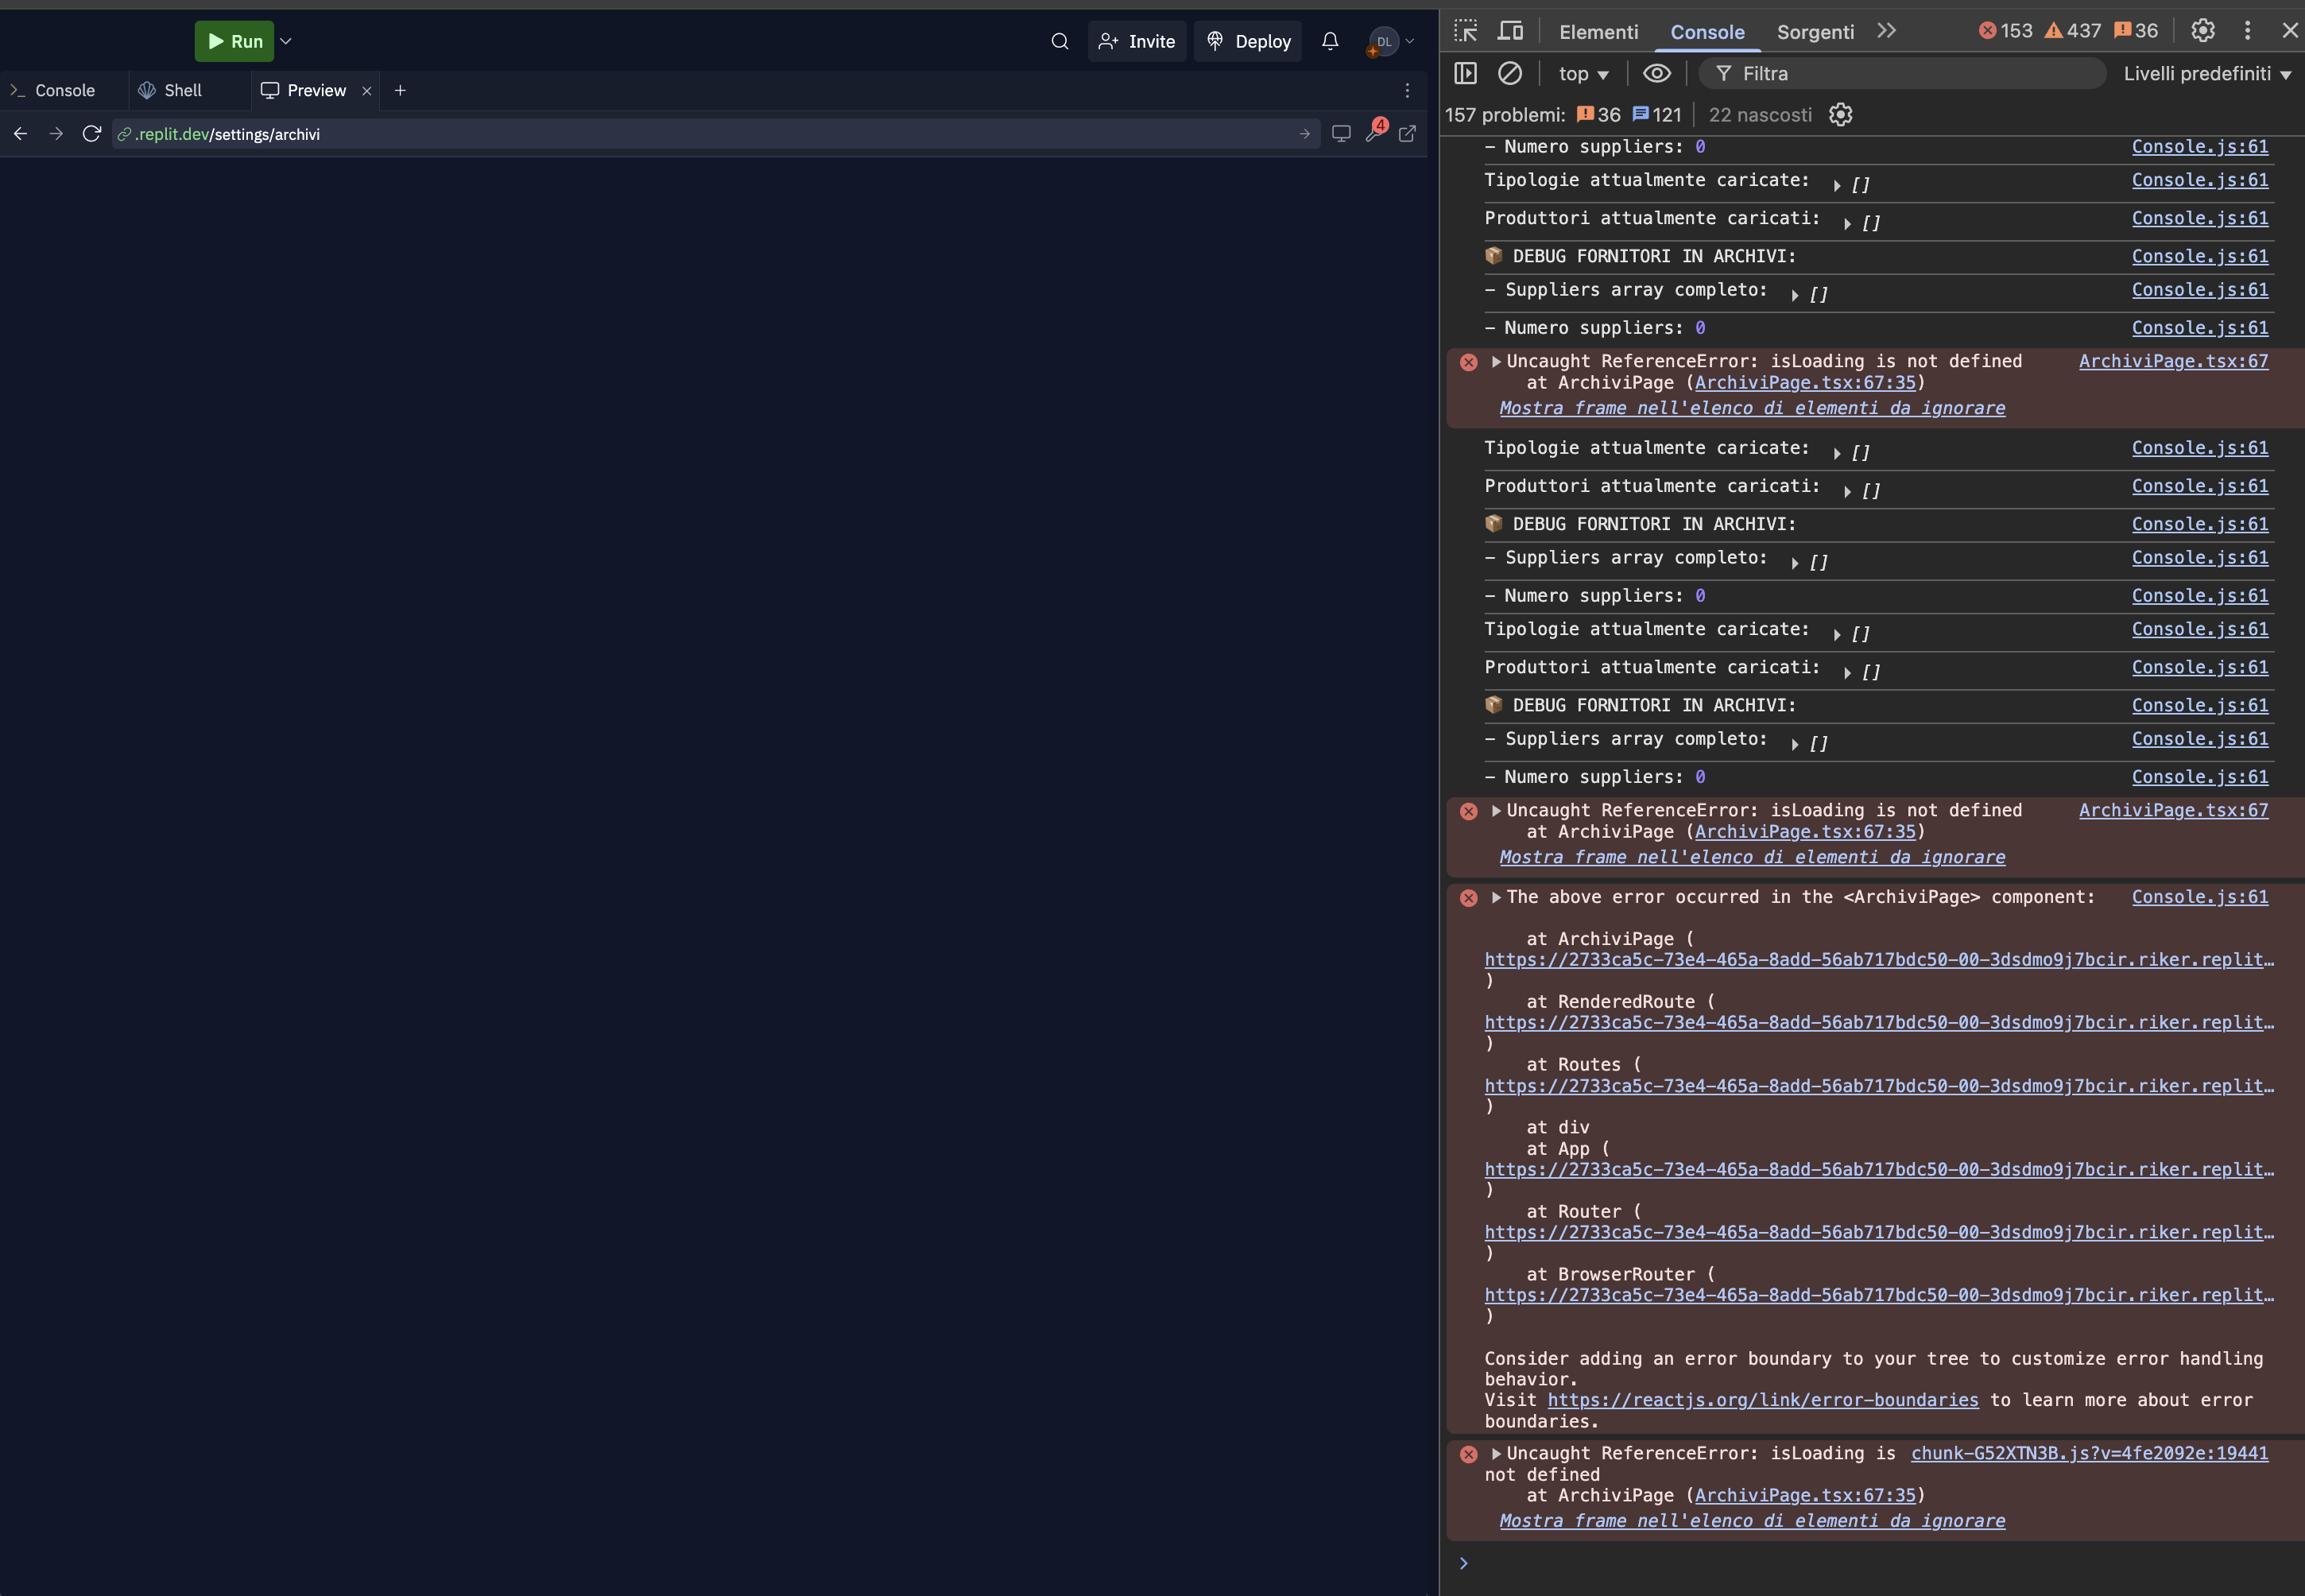 Run
Invite
Deploy
DL
Console
Shell
Preview
.replit.dev/settings/archivi
4
Elementi
Console
Sorgenti
153
437
36
top
Filtra
Livelli predefiniti
157 problemi:
36
121
22 nascosti
– Numero suppliers: 0 Console.js:61
Tipologie attualmente caricate: [] Console.js:61
Produttori attualmente caricati: [] Console.js:61
📦 DEBUG FORNITORI IN ARCHIVI: Console.js:61
– Suppliers array completo: [] Console.js:61
– Numero suppliers: 0 Console.js:61
Uncaught ReferenceError: isLoading is not defined ArchiviPage.tsx:67
at ArchiviPage (ArchiviPage.tsx:67:35)
Mostra frame nell'elenco di elementi da ignorare
Tipologie attualmente caricate: [] Console.js:61
Produttori attualmente caricati: [] Console.js:61
📦 DEBUG FORNITORI IN ARCHIVI: Console.js:61
– Suppliers array completo: [] Console.js:61
– Numero suppliers: 0 Console.js:61
Tipologie attualmente caricate: [] Console.js:61
Produttori attualmente caricati: [] Console.js:61
📦 DEBUG FORNITORI IN ARCHIVI: Console.js:61
– Suppliers array completo: [] Console.js:61
– Numero suppliers: 0 Console.js:61
Uncaught ReferenceError: isLoading is not defined ArchiviPage.tsx:67
at ArchiviPage (ArchiviPage.tsx:67:35)
Mostra frame nell'elenco di elementi da ignorare
The above error occurred in the <ArchiviPage> component: Console.js:61
at ArchiviPage (
https://2733ca5c-73e4-465a-8add-56ab717bdc50-00-3dsdmo9j7bcir.riker.replit…
)
at RenderedRoute (
https://2733ca5c-73e4-465a-8add-56ab717bdc50-00-3dsdmo9j7bcir.riker.replit…
)
at Routes (
https://2733ca5c-73e4-465a-8add-56ab717bdc50-00-3dsdmo9j7bcir.riker.replit…
)
at div
at App (
https://2733ca5c-73e4-465a-8add-56ab717bdc50-00-3dsdmo9j7bcir.riker.replit…
)
at Router (
https://2733ca5c-73e4-465a-8add-56ab717bdc50-00-3dsdmo9j7bcir.riker.replit…
)
at BrowserRouter (
https://2733ca5c-73e4-465a-8add-56ab717bdc50-00-3dsdmo9j7bcir.riker.replit…
)
Consider adding an error boundary to your tree to customize error handling
behavior.
Visit https://reactjs.org/link/error-boundaries to learn more about error
boundaries.
Uncaught ReferenceError: isLoading is chunk-G52XTN3B.js?v=4fe2092e:19441
not defined
at ArchiviPage (ArchiviPage.tsx:67:35)
Mostra frame nell'elenco di elementi da ignorare